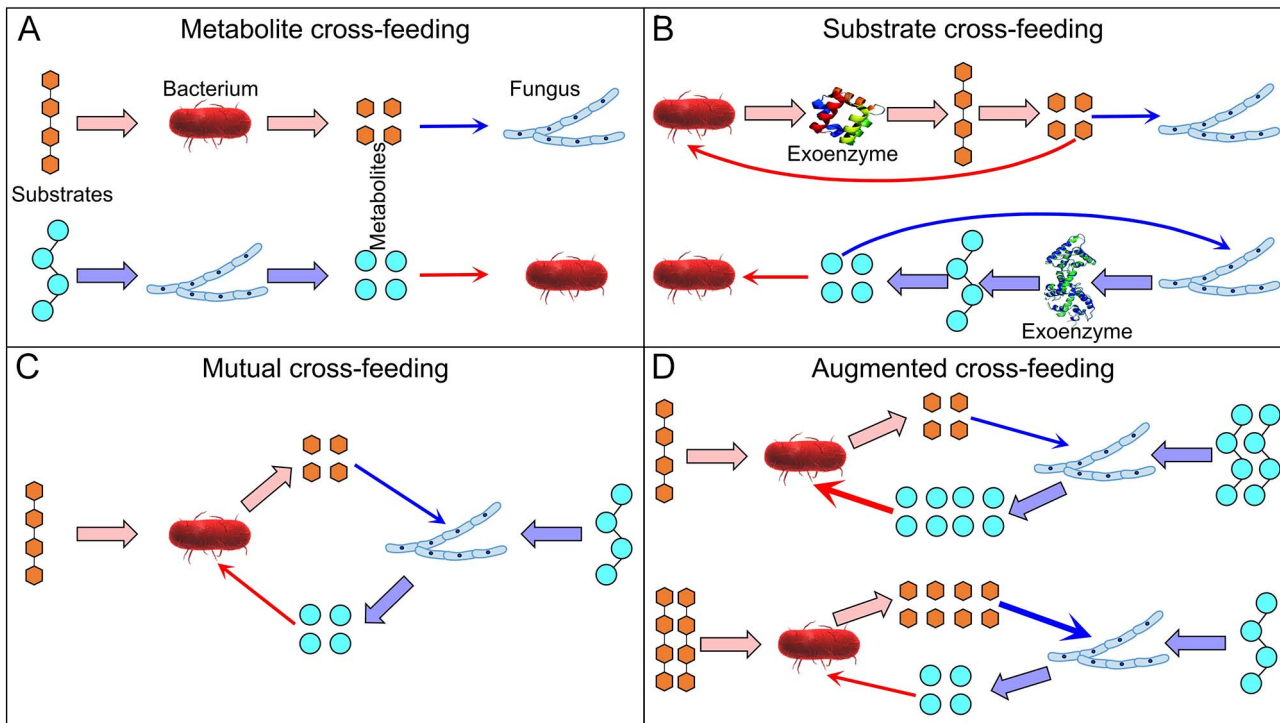 A
Metabolite cross-feeding
Bacterium
Fungus
Substrates
Metabolites
B
Substrate cross-feeding
Exoenzyme
Exoenzyme
C
Mutual cross-feeding
D
Augmented cross-feeding